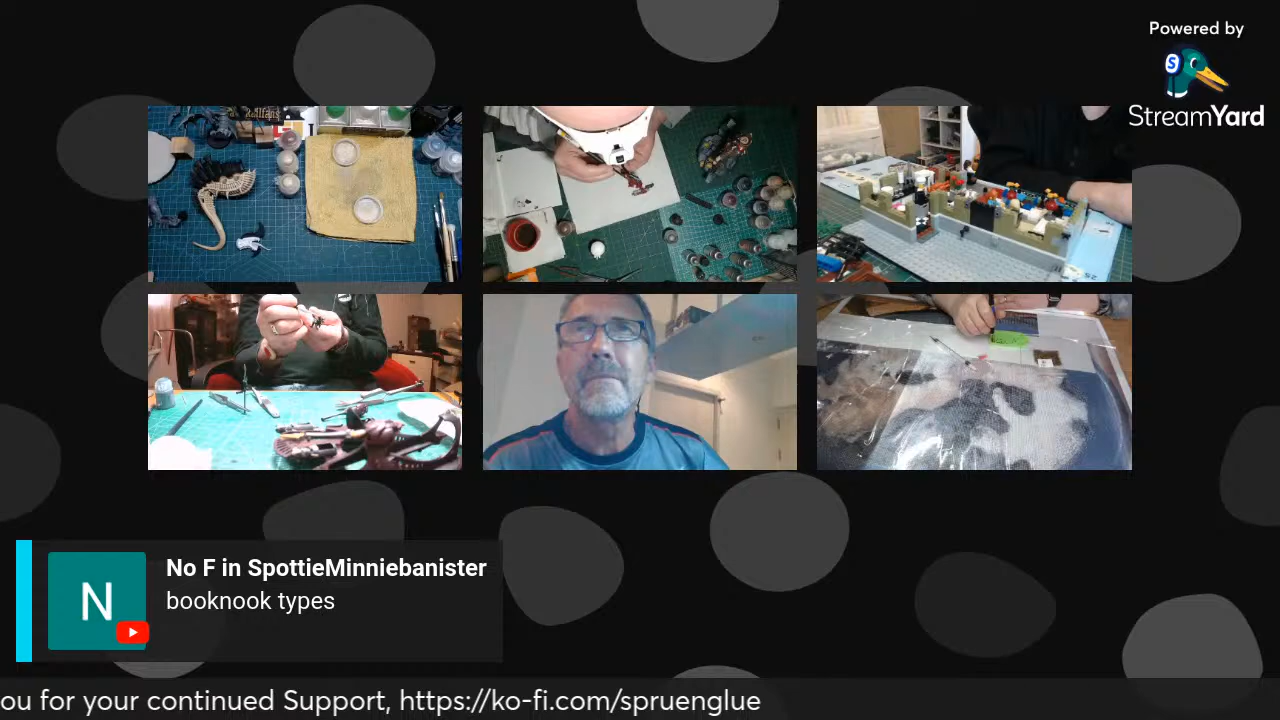 Powered by
StreamYard
N
No F in SpottieMinniebanister
booknook types
ou for your continued Support, https://ko-fi.com/spruenglue